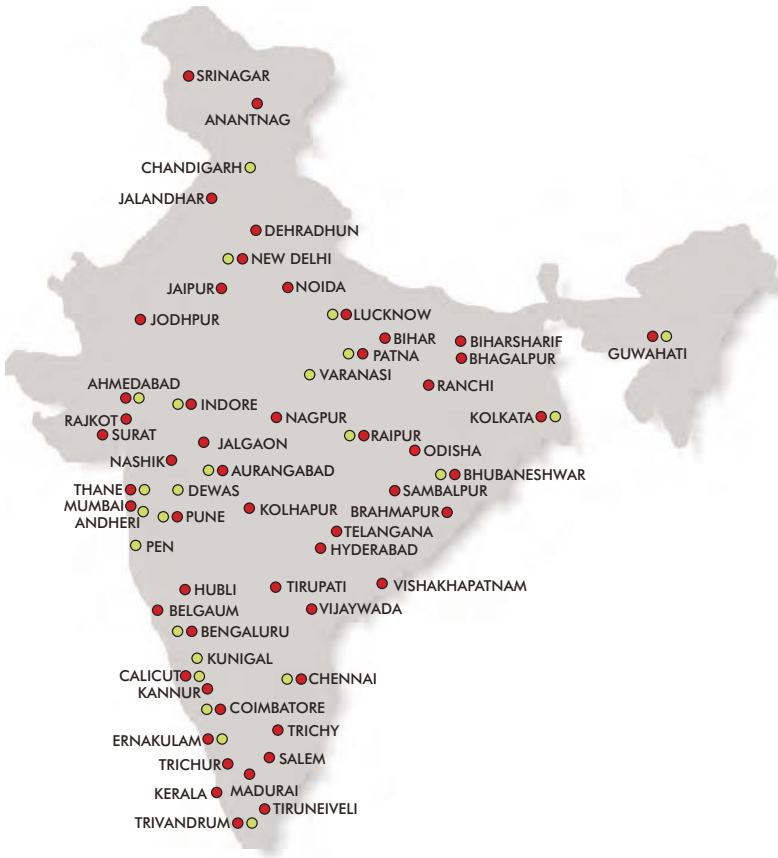 SRINAGAR
ANANTNAG
CHANDIGARH
JALANDHAR
DEHRADHUN
NEW DELHI
JAIPUR
NOIDA
JODHPUR
LUCKNOW
BIHAR
BIHARSHARIF
GUWAHATI
PATNA
BHAGALPUR
VARANASI
RANCHI
AHMEDABAD
INDORE
RAJKOT
NAGPUR
KOLKATA
SURAT
JALGAON
RAIPUR
ODISHA
NASHIK
AURANGABAD
BHUBANESHWAR
THANE
DEWAS
SAMBALPUR
MUMBAI
KOLHAPUR
BRAHMAPUR
ANDHERI
PUNE
TELANGANA
PEN
HYDERABAD
HUBLI
TIRUPATI
VISHAKHAPATNAM
BELGAUM
VIJAYWADA
BENGALURU
KUNIGAL
CALICUT
CHENNAI
KANNUR
COIMBATORE
TRICHY
ERNAKULAM
SALEM
TRICHUR
MADURAI
KERALA
TIRUNEIVELI
TRIVANDRUM